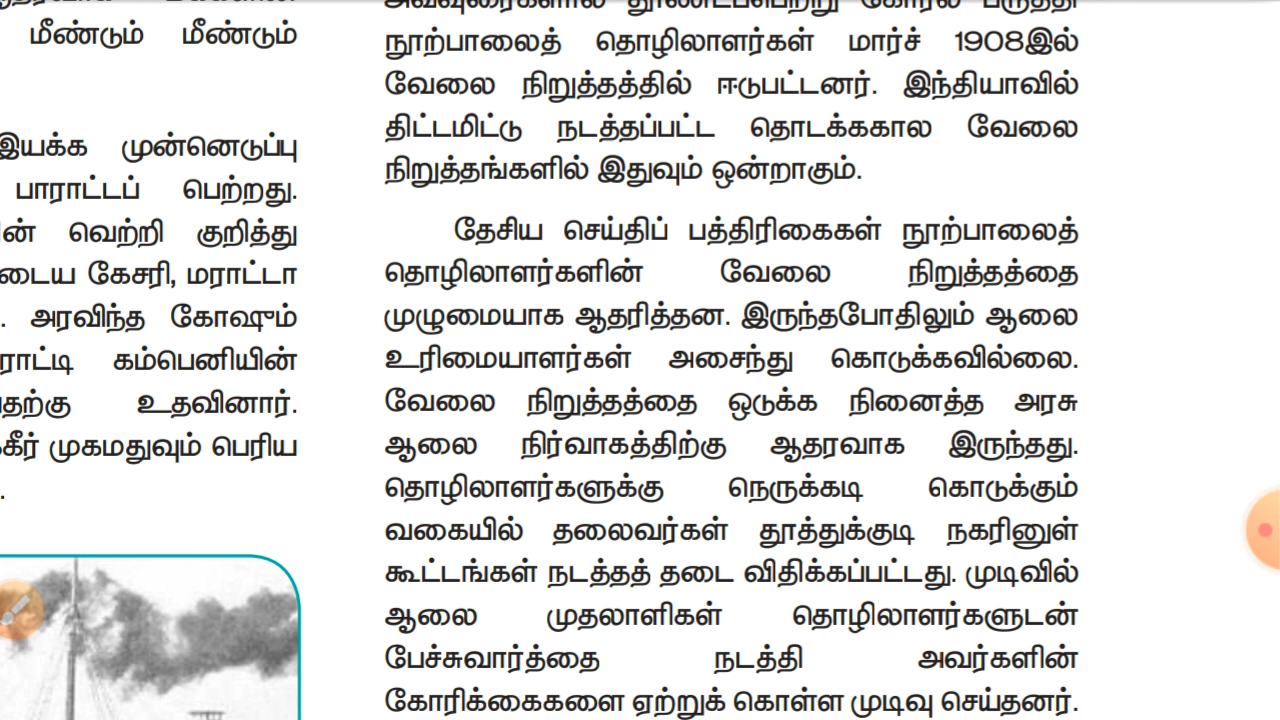 மீண்டும் மீண்டும்
இயக்க முன்னெடுப்பு
பாராட்டப் பெற்றது.
வெற்றி குறித்து
கேசரி, மராட்டா
. அரவிந்த கோஷும்
கம்பெனியின்
உதவினார்.
முகமதுவும் பெரிய
.
நூற்பாலைத் தொழிலாளர்கள் மார்ச் 1908இல்
வேலை நிறுத்தத்தில் ஈடுபட்டனர். இந்தியாவில்
திட்டமிட்டு நடத்தப்பட்ட தொடக்ககால வேலை
நிறுத்தங்களில் இதுவும் ஒன்றாகும்.
தேசிய செய்திப் பத்திரிகைகள் நூற்பாலைத்
தொழிலாளர்களின் வேலை நிறுத்தத்தை
முழுமையாக ஆதரித்தன. இருந்தபோதிலும் ஆலை
உரிமையாளர்கள் அசைந்து கொடுக்கவில்லை.
வேலை நிறுத்தத்தை ஒடுக்க நினைத்த அரசு
ஆலை நிர்வாகத்திற்கு ஆதரவாக இருந்தது.
தொழிலாளர்களுக்கு நெருக்கடி கொடுக்கும்
வகையில் தலைவர்கள் தூத்துக்குடி நகரினுள்
கூட்டங்கள் நடத்தத் தடை விதிக்கப்பட்டது. முடிவில்
ஆலை முதலாளிகள் தொழிலாளர்களுடன்
பேச்சுவார்த்தை நடத்தி அவர்களின்
கோரிக்கைகளை ஏற்றுக் கொள்ள முடிவு செய்தனர்.